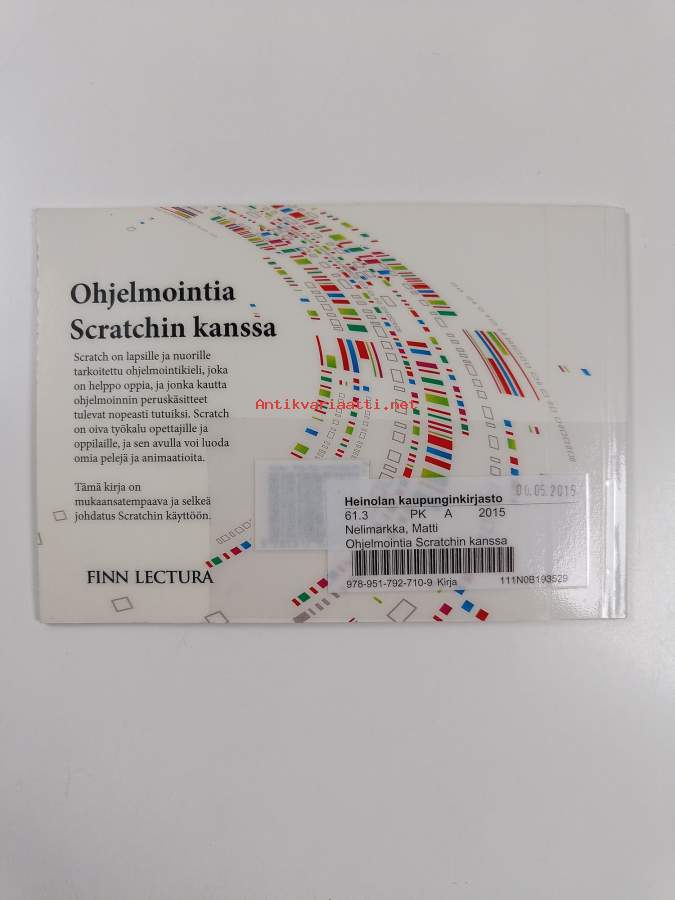 Ohjelmointia
Scratchin kanssa
Scratch on lapsille ja nuorille
tarkoitettu ohjelmointikieli, joka
on helppo oppia, ja jonka kautta
ohjelmoinnin peruskäsitteet
tulevat nopeasti tutuiksi. Scratch
on oiva työkalu opettajille ja
oppilaille, ja sen avulla voi luoda
omia pelejä ja animaatioita.
Tämä kirja on
mukaansatempaava ja selkeä
johdatus Scratchin käyttöön.
FINN LECTURA
Antikvariaatti.net
06.05.2015
Heinolan kaupunginkirjasto
61.3 PK A 2015
Nelimarkka, Matti
Ohjelmointia Scratchin kanssa
978-951-792-710-9 Kirja 111N0B193529